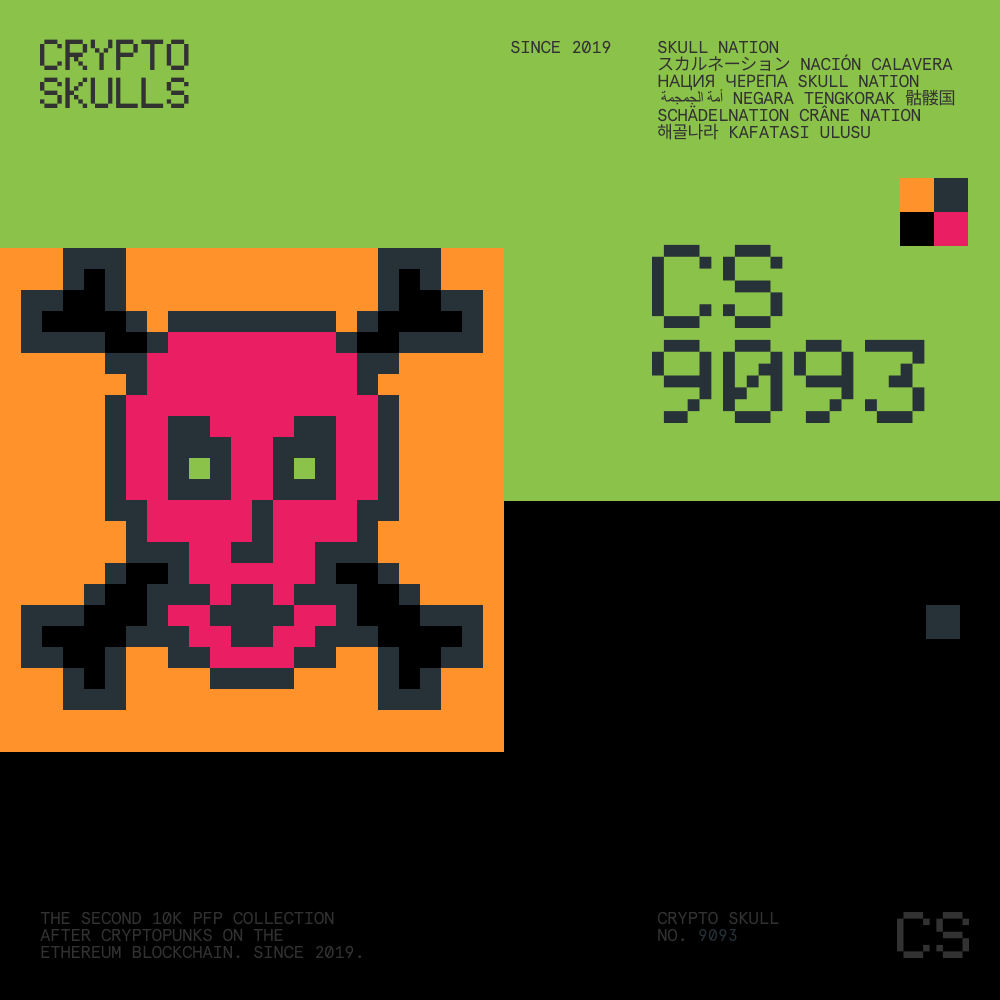 CRYPTO
SKULLS
SINCE 2019
SKULL NATION
スカルネーション NACIÓN CALAVERA
НАЦИЯ ЧЕРЕПА SKULL NATION
أمة الجمجمة NEGARA TENGKORAK 骷髅国
SCHÄDELNATION CRÂNE NATION
해골나라 KAFATASI ULUSU
CS
9093
THE SECOND 10K PFP COLLECTION
AFTER CRYPTOPUNKS ON THE
ETHEREUM BLOCKCHAIN. SINCE 2019.
CRYPTO SKULL
NO. 9093
CS